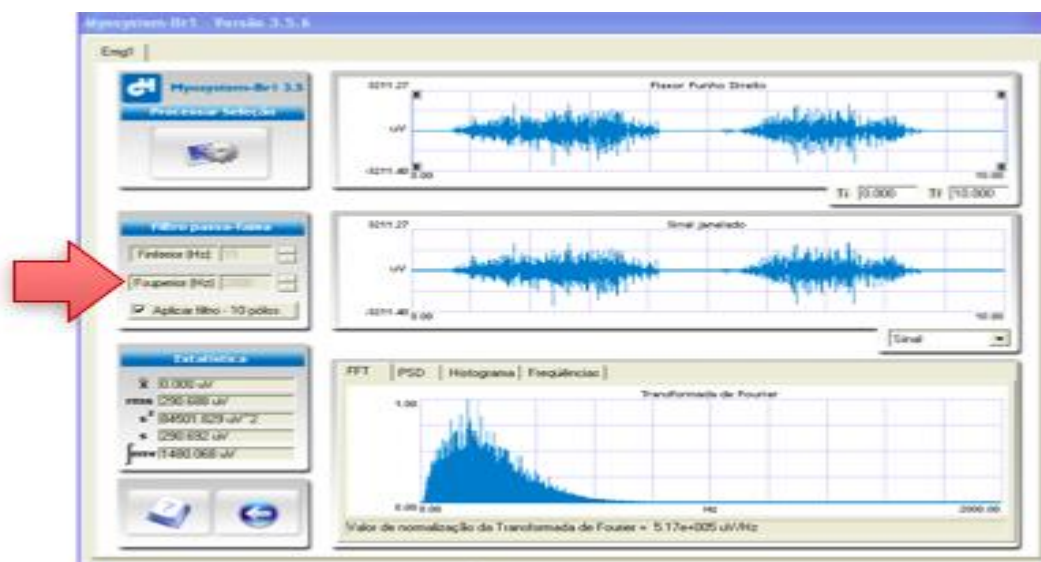 Myosystem-Br1 - Versão 3.5.6
Emg1
Myosystem-Br1 3.5
Processar Seleção
3211.27
Flexor Punho Direito
uV
-3211.40
0.00
10.00
Ti [0.000
Tf [10.000
Filtro passa-faixa
Finferior (Hz)
Fsuperior (Hz)
Aplicar filtro - 10 pólos
3211.27
Sinal janelado
uV
-3211.40
0.00
10.00
Sinal
Estatística
0.000 uV
rms 290.688 uV
s² 84501.829 uV^2
s 290.692 uV
1480.068 uV
FFT PSD Histograma Freqüências
Transformada de Fourier
1.00
0.00
0.00
Hz
2000.00
Valor de normalização da Transformada de Fourier = 5.17e+005 uV/Hz